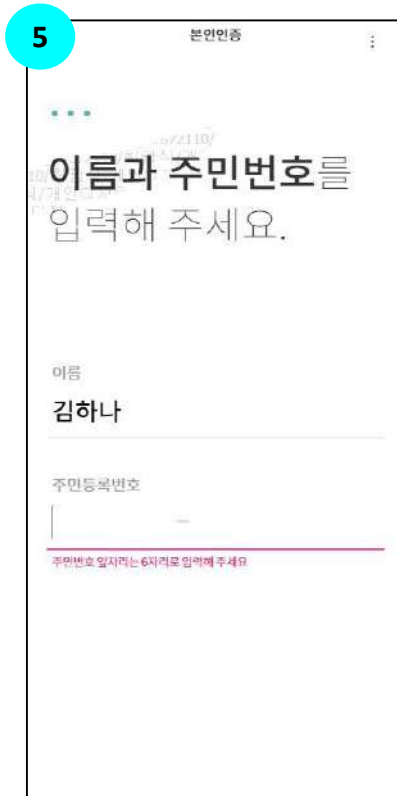 5
본인인증
이름과 주민번호를
입력해 주세요.
이름
김하나
주민등록번호
–
주민번호 앞자리는 6자리로 입력해 주세요